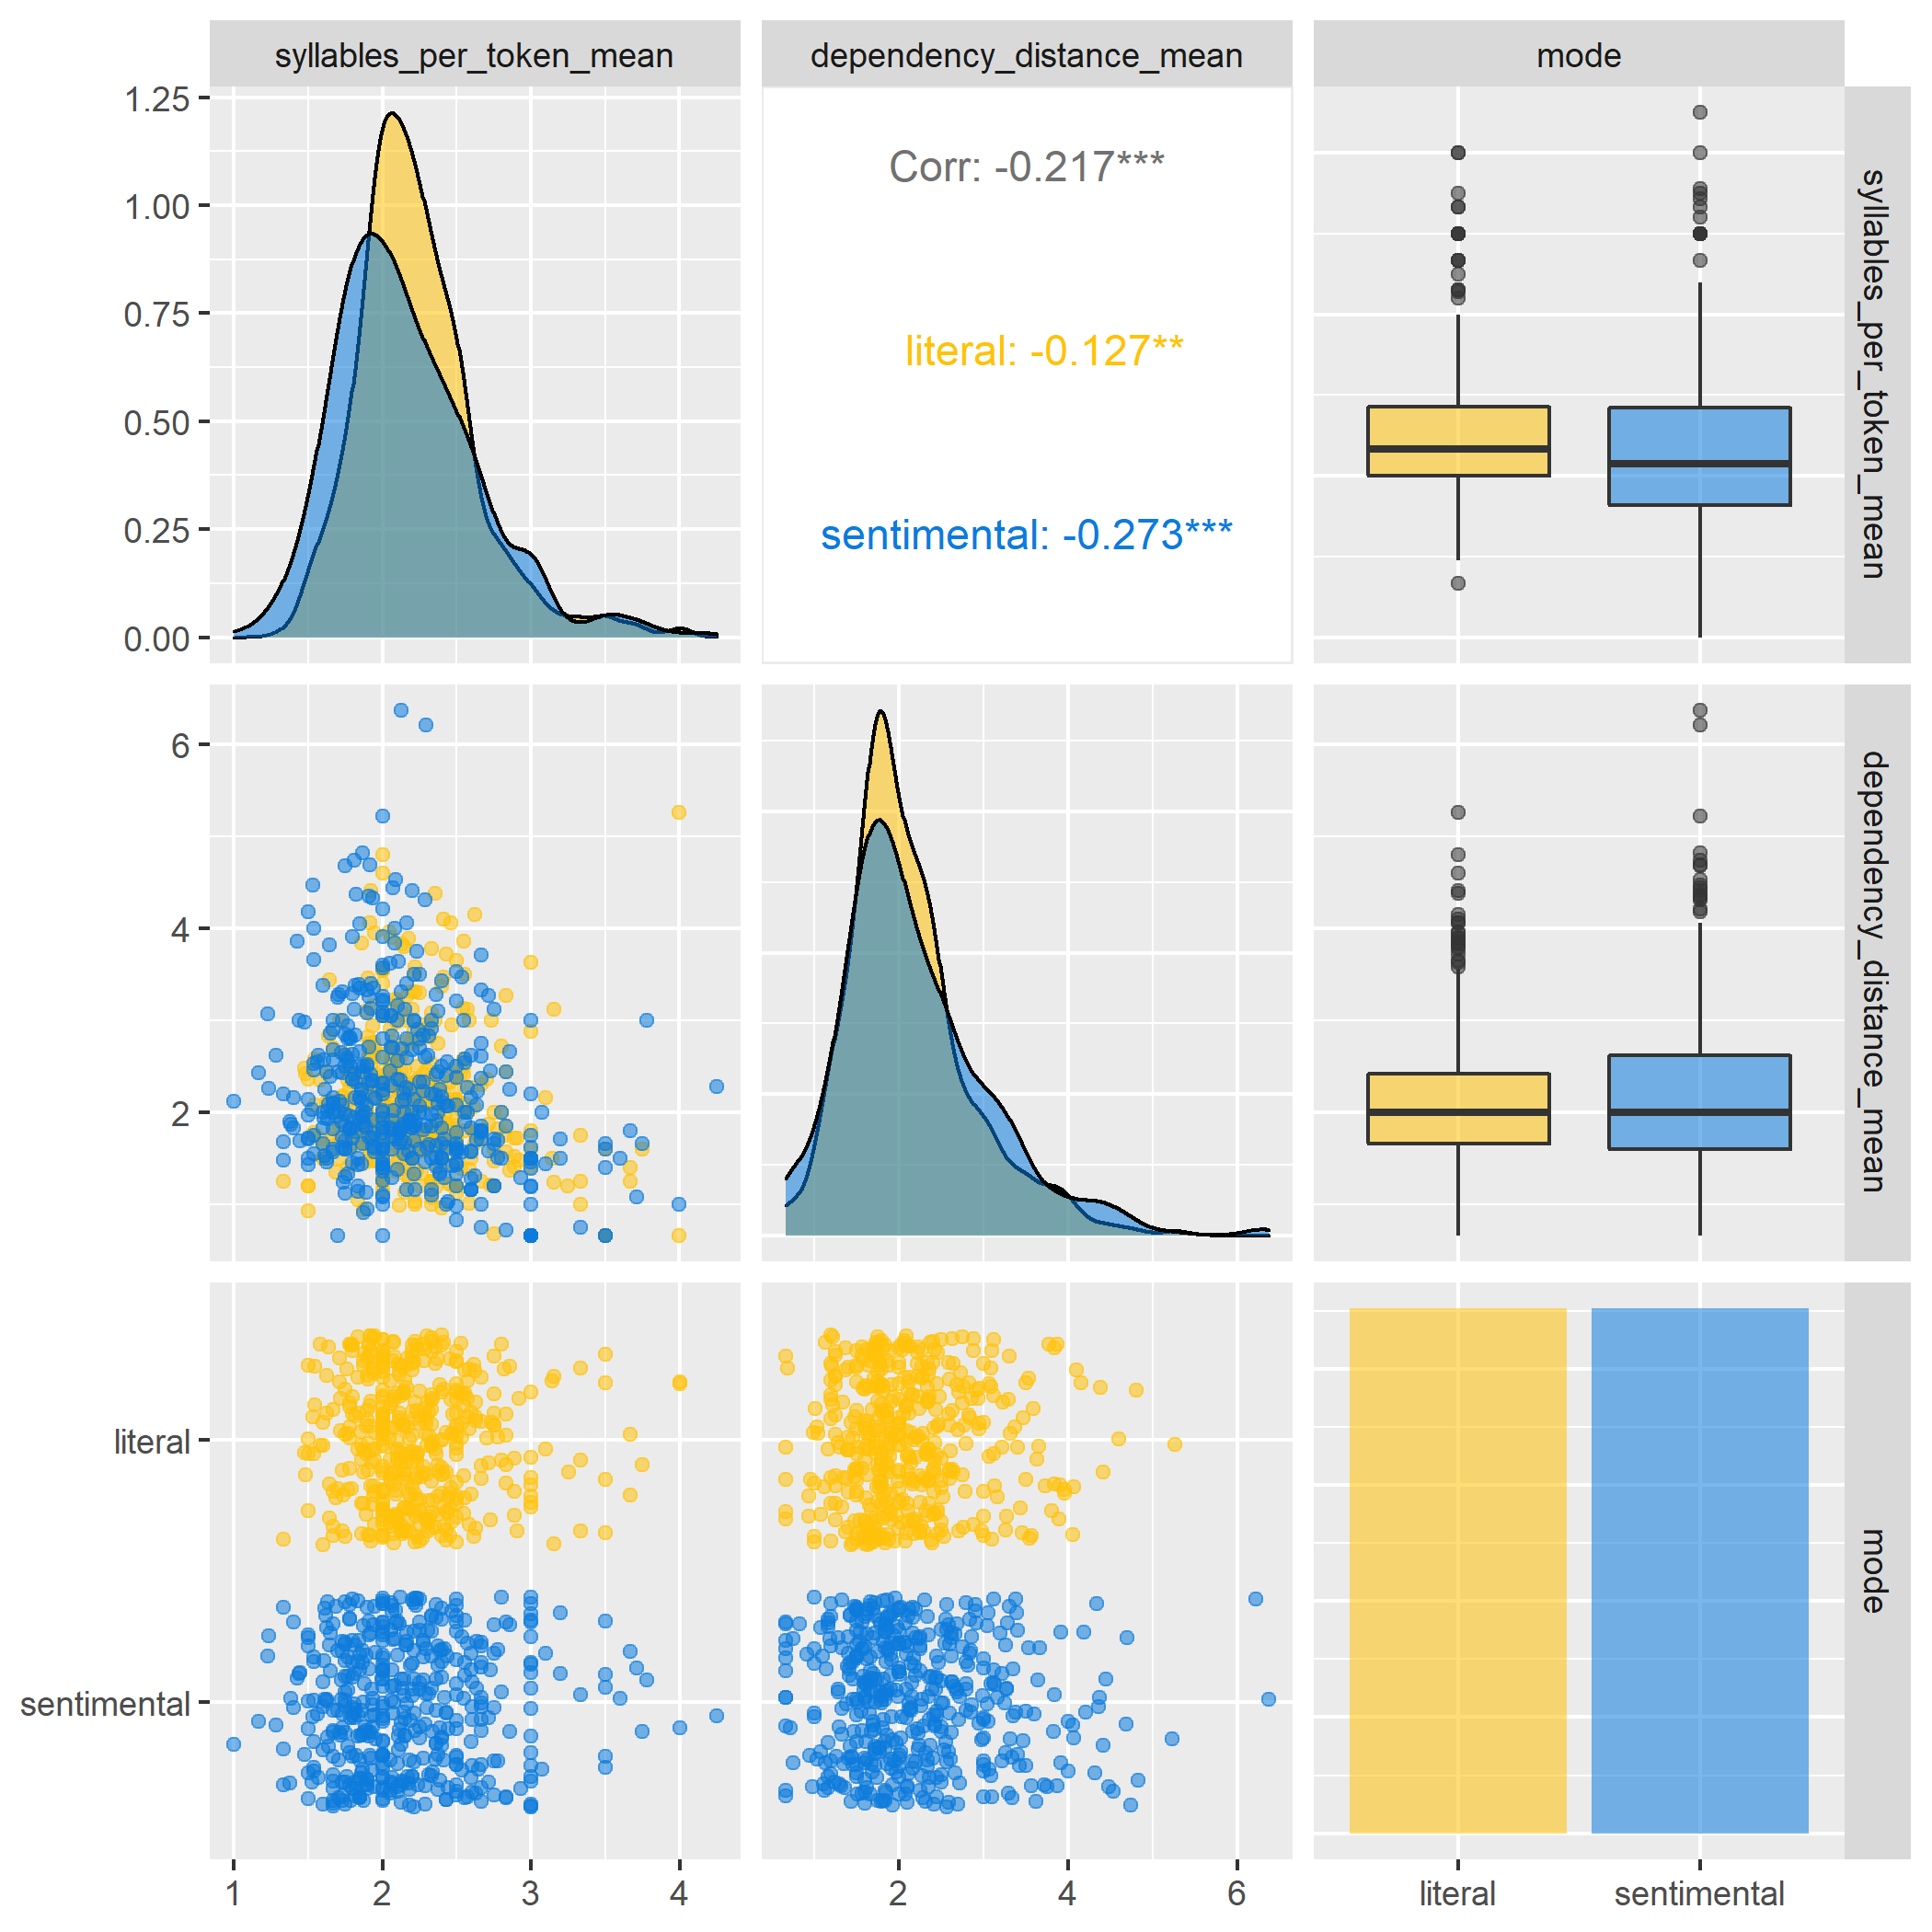 syllables_per_token_mean
dependency_distance_mean
mode
1.25
1.00
0.75
0.50
0.25
0.00
Corr: -0.217***
literal: -0.127**
sentimental: -0.273***
syllables_per_token_mean
6
4
2
dependency_distance_mean
literal
sentimental
mode
1
2
3
4
2
4
6
literal
sentimental